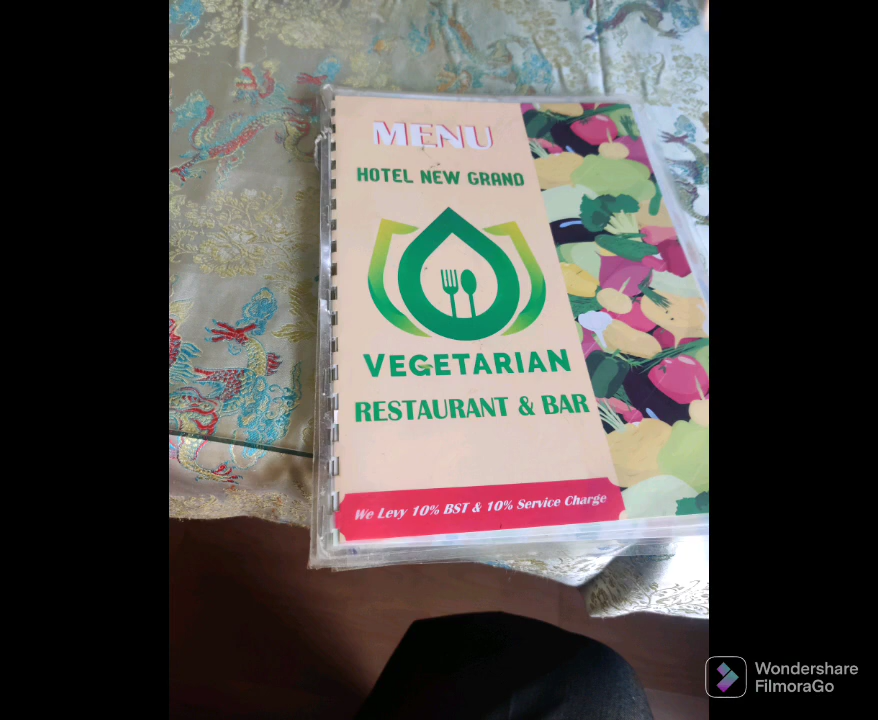 MENU
HOTEL NEW GRAND
VEGETARIAN
RESTAURANT & BAR
We Levy 10% BST & 10% Service Charge
Wondershare
FilmoraGo